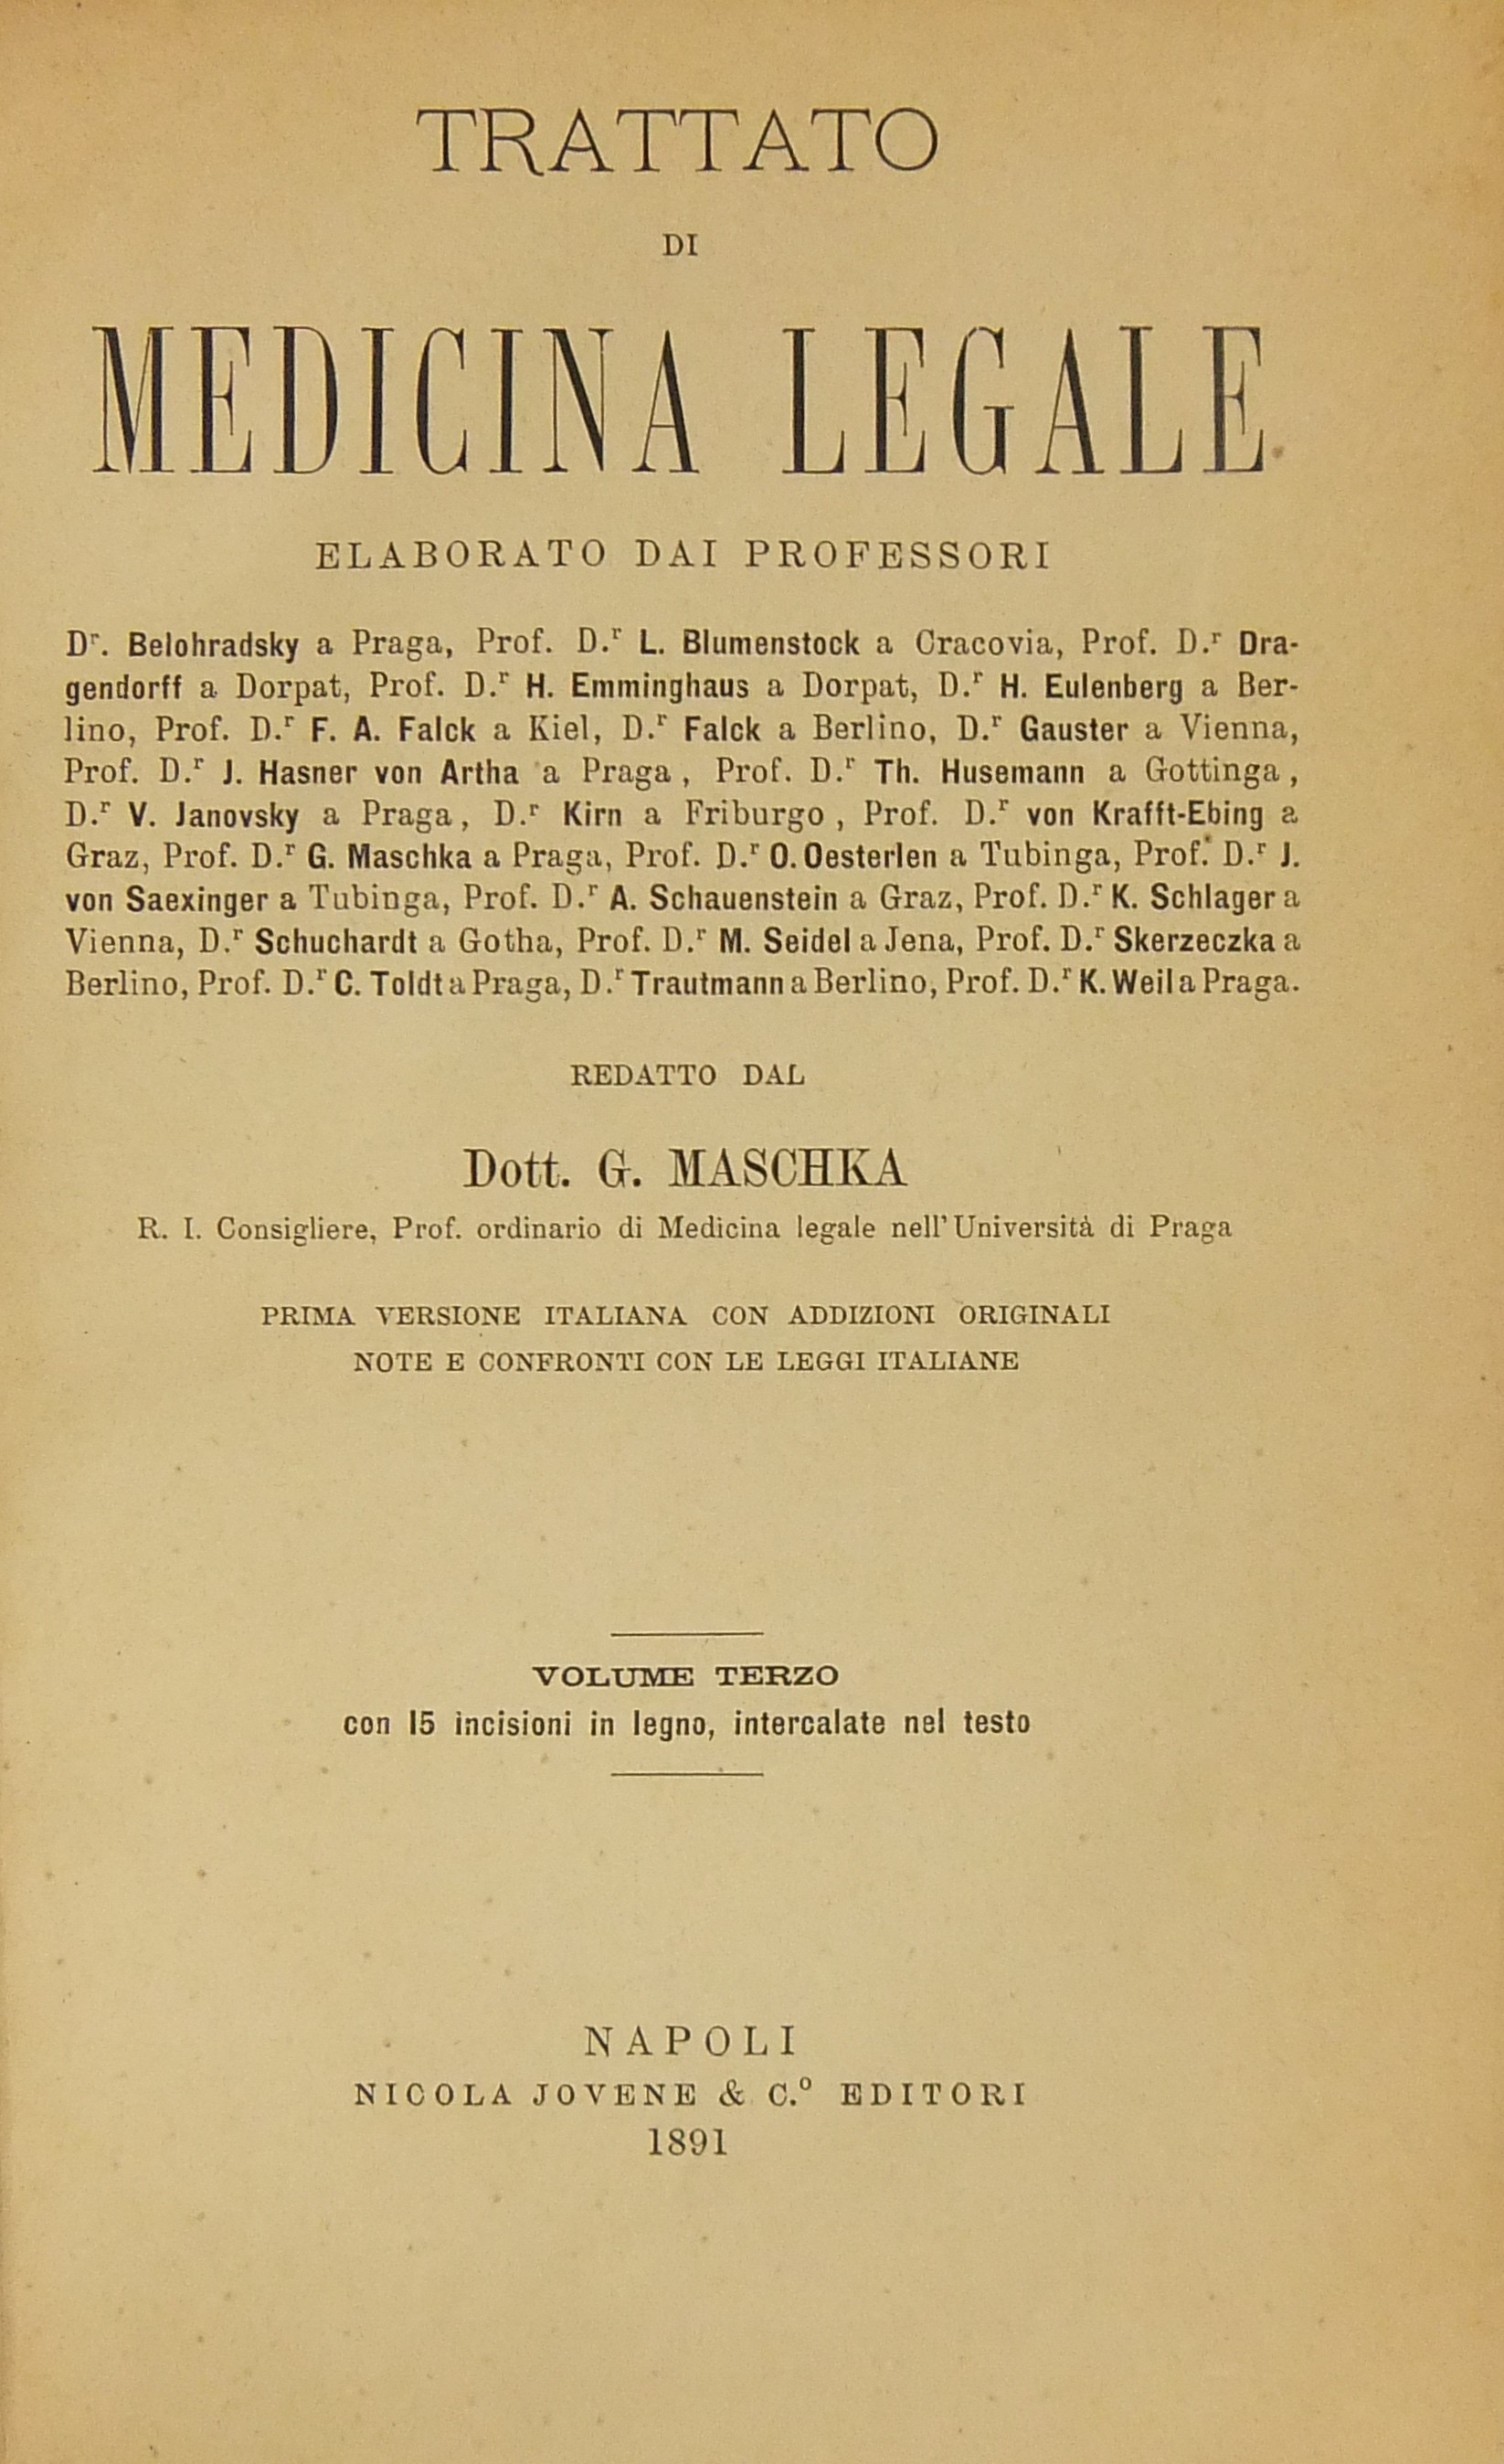 TRATTATO
DI
MEDICINA LEGALE
ELABORATO DAI PROFESSORI
Dr. Belohradsky a Praga, Prof. D.r L. Blumenstock a Cracovia, Prof. D.r Dra-
gendorff a Dorpat, Prof. D.r H. Emminghaus a Dorpat, D.r H. Eulenberg a Ber-
lino, Prof. D.r F. A. Falck a Kiel, D.r Falck a Berlino, D.r Gauster a Vienna,
Prof. D.r J. Hasner von Artha a Praga, Prof. D.r Th. Husemann a Gottinga,
D.r V. Janovsky a Praga, D.r Kirn a Friburgo, Prof. D.r von Krafft-Ebing a
Graz, Prof. D.r G. Maschka a Praga, Prof. D.r O. Oesterlen a Tubinga, Prof. D.r J.
von Saexinger a Tubinga, Prof. D.r A. Schauenstein a Graz, Prof. D.r K. Schlager a
Vienna, D.r Schuchardt a Gotha, Prof. D.r M. Seidel a Jena, Prof. D.r Skerzeczka a
Berlino, Prof. D.r C. Toldt a Praga, D.r Trautmann a Berlino, Prof. D.r K. Weil a Praga.
REDATTO DAL
Dott. G. MASCHKA
R. I. Consigliere, Prof. ordinario di Medicina legale nell'Università di Praga
PRIMA VERSIONE ITALIANA CON ADDIZIONI ORIGINALI
NOTE E CONFRONTI CON LE LEGGI ITALIANE
VOLUME TERZO
con 15 incisioni in legno, intercalate nel testo
NAPOLI
NICOLA JOVENE & C.º EDITORI
1891